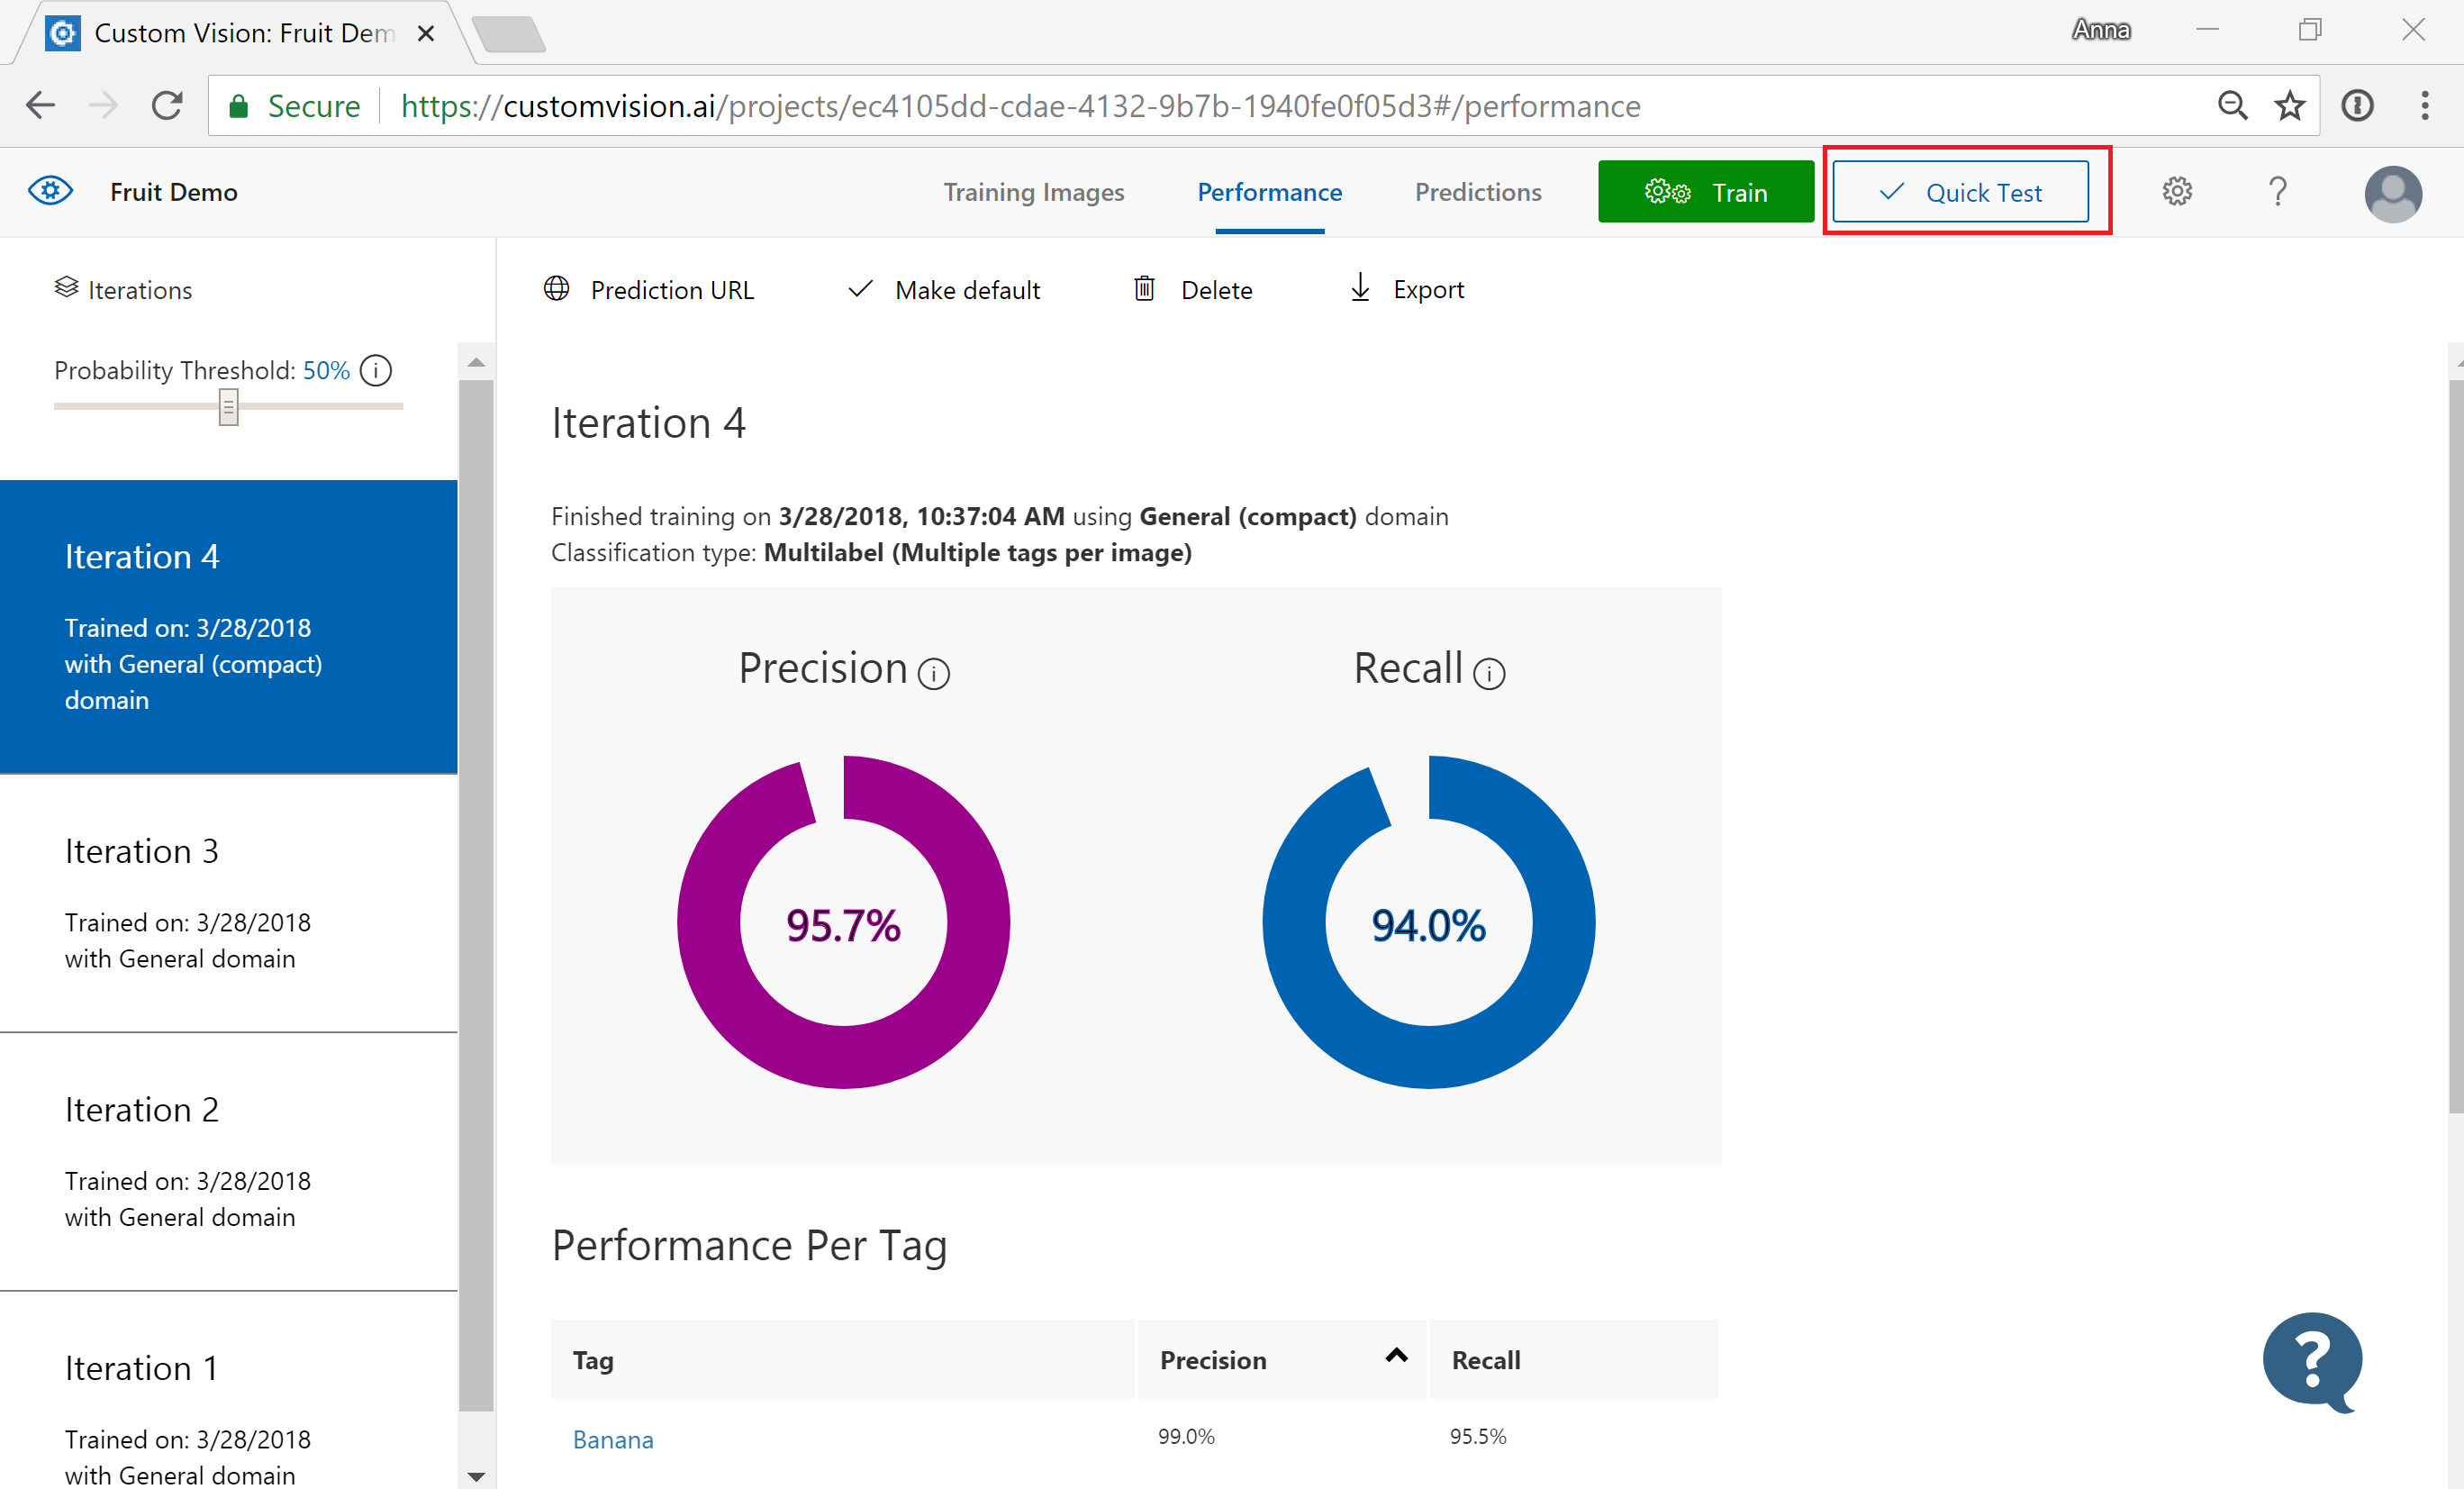 Custom Vision: Fruit Dem
Anna
Secure https://customvision.ai/projects/ec4105dd-cdae-4132-9b7b-1940fe0f05d3#/performance
Fruit Demo Training Images Performance Predictions Train Quick Test ?
Iterations
Probability Threshold: 50%
Iteration 4
Trained on: 3/28/2018
with General (compact)
domain
Iteration 3
Trained on: 3/28/2018
with General domain
Iteration 2
Trained on: 3/28/2018
with General domain
Iteration 1
Trained on: 3/28/2018
with General domain
Prediction URL Make default Delete Export
Iteration 4
Finished training on 3/28/2018, 10:37:04 AM using General (compact) domain
Classification type: Multilabel (Multiple tags per image)
Precision Recall
95.7% 94.0%
Performance Per Tag
Tag Precision Recall
Banana 99.0% 95.5%
?